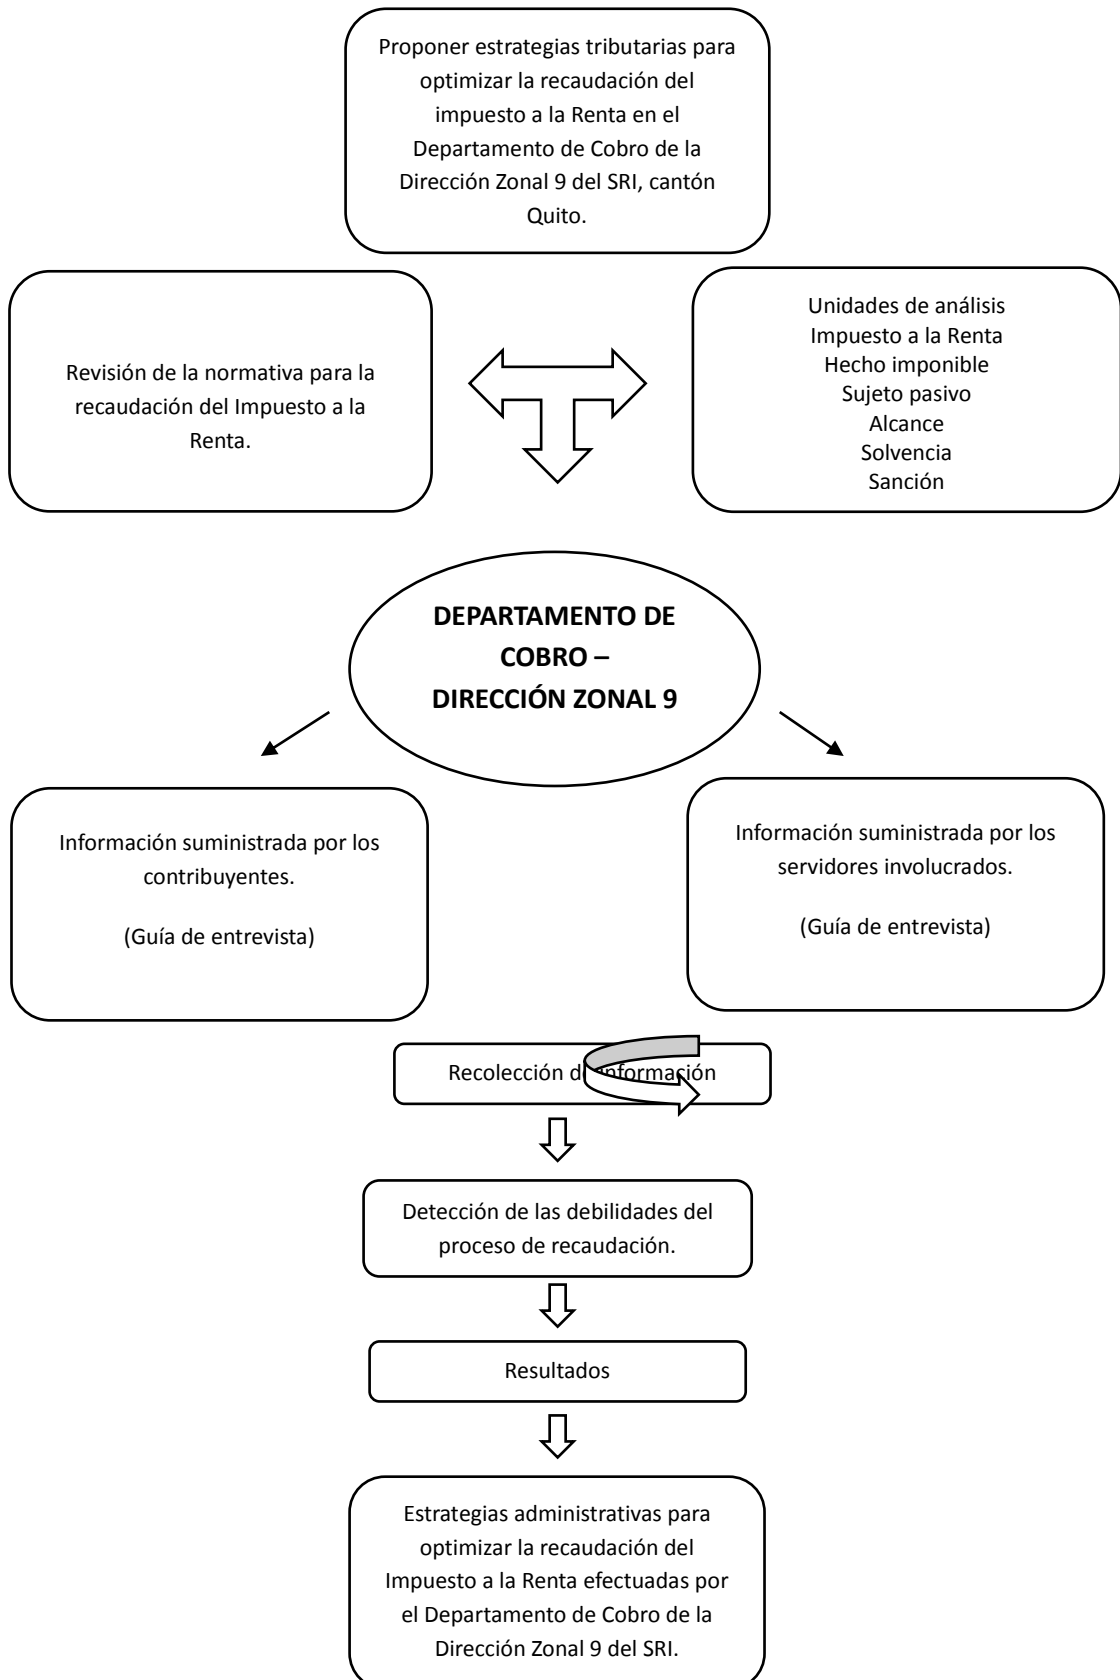 Proponer estrategias tributarias para
optimizar la recaudación del
impuesto a la Renta en el
Departamento de Cobro de la
Dirección Zonal 9 del SRI, cantón
Quito.
Revisión de la normativa para la
recaudación del Impuesto a la
Renta.
Unidades de análisis
Impuesto a la Renta
Hecho imponible
Sujeto pasivo
Alcance
Solvencia
Sanción
DEPARTAMENTO DE
COBRO –
DIRECCIÓN ZONAL 9
Información suministrada por los
contribuyentes.
(Guía de entrevista)
Información suministrada por los
servidores involucrados.
(Guía de entrevista)
Recolección de información
Detección de las debilidades del
proceso de recaudación.
Resultados
Estrategias administrativas para
optimizar la recaudación del
Impuesto a la Renta efectuadas por
el Departamento de Cobro de la
Dirección Zonal 9 del SRI.